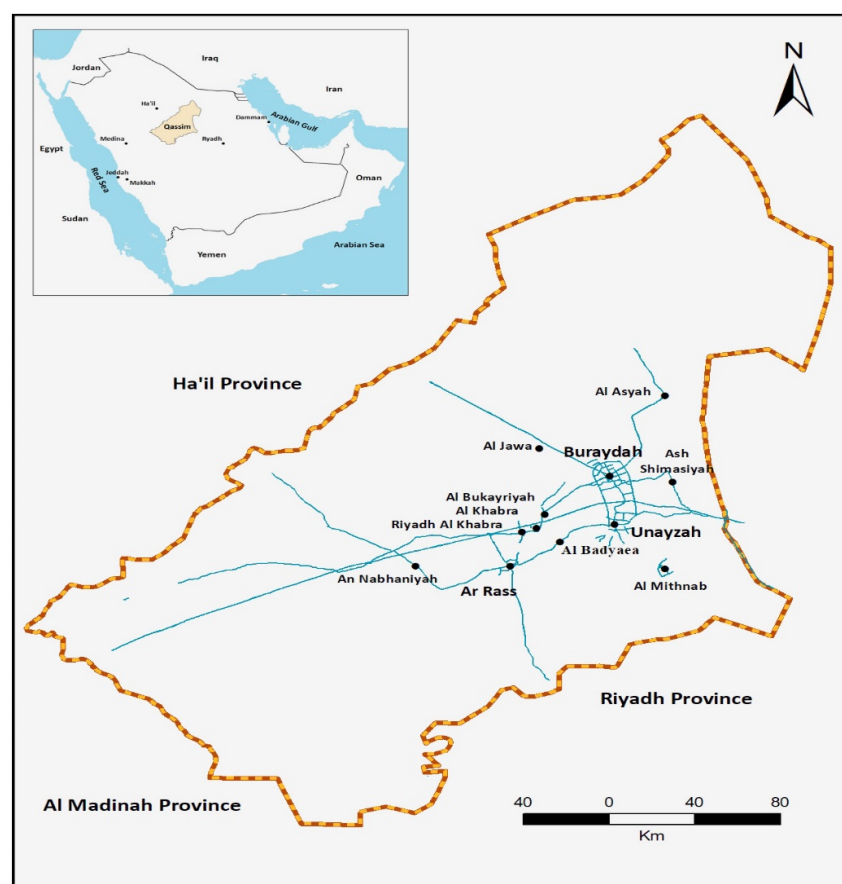 Iraq
Jordan
Iran
Ha'il
Dammam
Arabian Gulf
Qassim
Medina
Ryadh
Egypt
Red Sea
Jeddah
Makkah
Oman
Sudan
Yemen
Arabian Sea
N
Ha'il Province
Al Asyah
Al Jawa
Buraydah
Ash
Shimasiyah
Al Bukayriyah
Al Khabra
Riyadh Al Khabra
Unayzah
Al Badyaea
An Nabhaniyah
Ar Rass
Al Mithnab
Riyadh Province
Al Madinah Province
40 0 40 80
Km